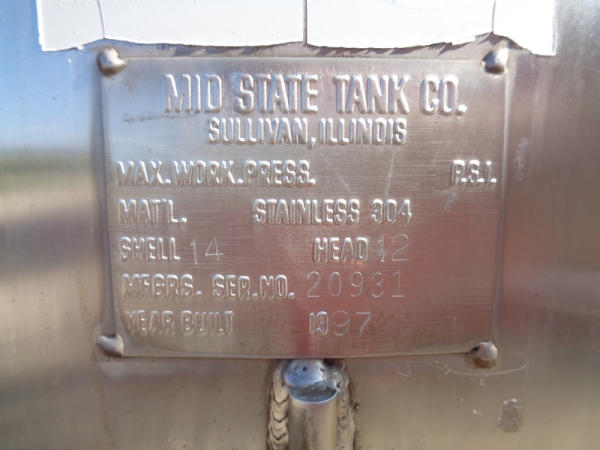 MID STATE TANK CO.
SULLIVAN, ILLINOIS
MAX. WORK. PRESS. P.S.I.
MAT'L. STAINLESS 304
SHELL 14 HEAD 12
MFGRS. SER. NO. 20931
YEAR BUILT 1997